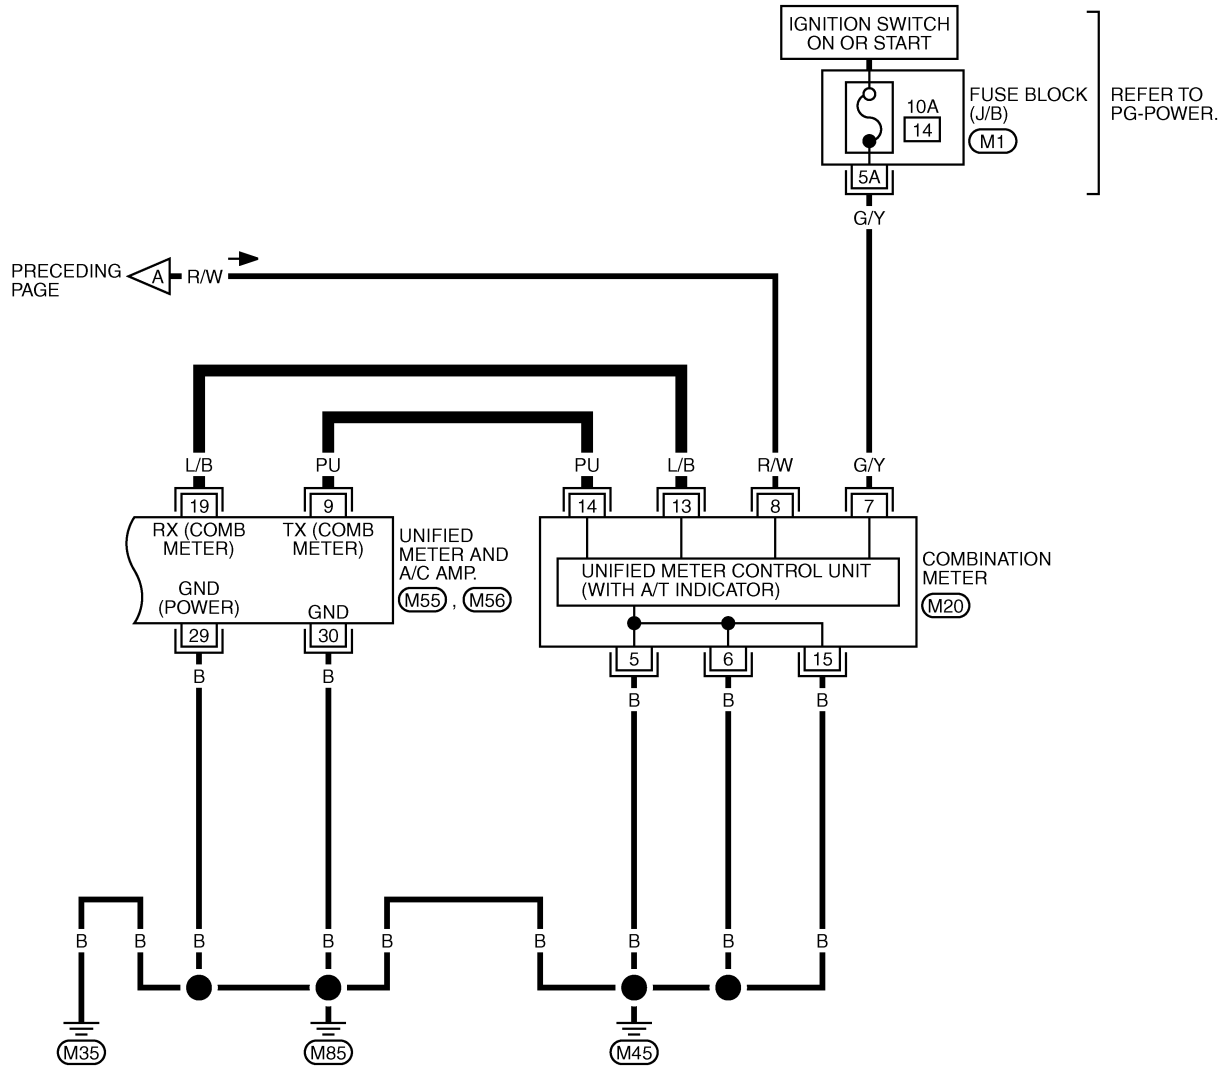 IGNITION SWITCH
ON OR START
FUSE BLOCK
(J/B)
M1
10A
14
REFER TO
PG-POWER.
5A
G/Y
PRECEDING
PAGE
A
R/W
L/B
PU
PU
L/B
R/W
G/Y
19
9
14
13
8
7
RX (COMB
METER)
TX (COMB
METER)
GND
(POWER)
GND
UNIFIED
METER AND
A/C AMP.
M55 , M56
UNIFIED METER CONTROL UNIT
(WITH A/T INDICATOR)
COMBINATION
METER
M20
29
30
5
6
15
B
B
B
B
B
B
B
B
B
B
B
B
B
B
M35
M85
M45